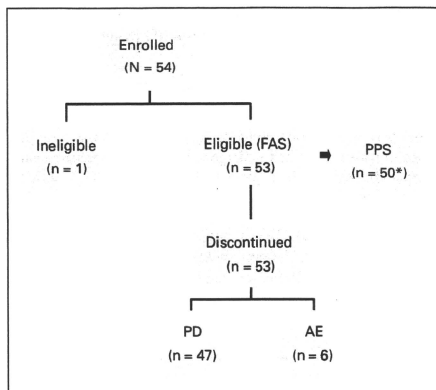 Enrolled
(N = 54)
Ineligible
(n = 1)
Eligible (FAS)
(n = 53)
PPS
(n = 50*)
Discontinued
(n = 53)
PD
(n = 47)
AE
(n = 6)